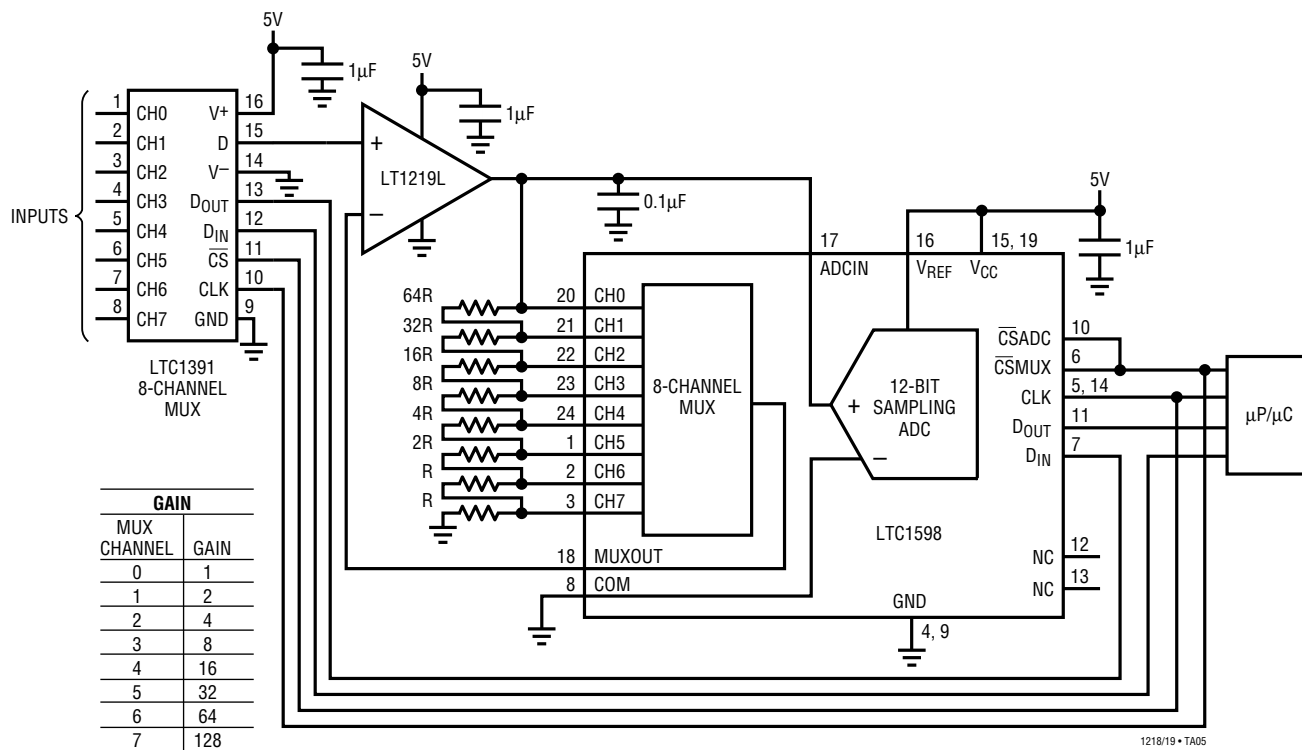 5V
1µF
INPUTS
1 CH0 V+ 16
2 CH1 D 15
3 CH2 V– 14
4 CH3 DOUT 13
5 CH4 DIN 12
6 CH5 CS 11
7 CH6 CLK 10
8 CH7 GND 9
LTC1391
8-CHANNEL
MUX
5V
1µF
+
LT1219L
–
0.1µF
5V
1µF
17
ADCIN
16
VREF
15, 19
VCC
64R 20 CH0
32R 21 CH1
16R 22 CH2
8R 23 CH3
4R 24 CH4
2R 1 CH5
R 2 CH6
R 3 CH7
8-CHANNEL
MUX
+
12-BIT
SAMPLING
ADC
–
10
CSADC
6
CSMUX
5, 14
CLK
11
DOUT
7
DIN
µP/µC
LTC1598
NC 12
NC 13
18 MUXOUT
8 COM
GND
4, 9
GAIN
MUX
CHANNEL GAIN
0 1
1 2
2 4
3 8
4 16
5 32
6 64
7 128
1218/19 • TA05